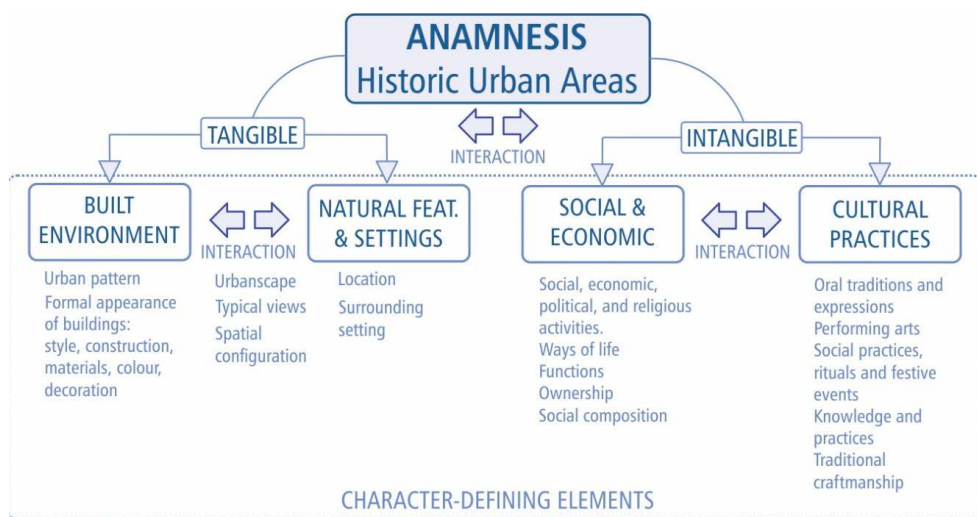 ANAMNESIS
Historic Urban Areas
TANGIBLE
INTERACTION
INTANGIBLE
BUILT
ENVIRONMENT
Urban pattern
Formal appearance
of buildings:
style, construction,
materials, colour,
decoration
INTERACTION
Urbanscape
Typical views
Spatial
configuration
NATURAL FEAT.
& SETTINGS
Location
Surrounding
setting
SOCIAL &
ECONOMIC
Social, economic,
political, and religious
activities.
Ways of life
Functions
Ownership
Social composition
INTERACTION
CULTURAL
PRACTICES
Oral traditions and
expressions
Performing arts
Social practices,
rituals and festive
events
Knowledge and
practices
Traditional
craftmanship
CHARACTER-DEFINING ELEMENTS